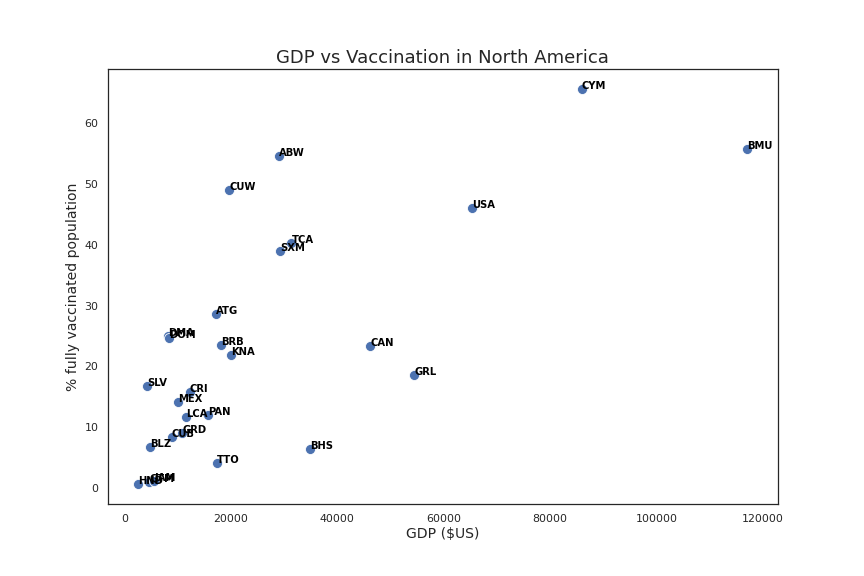 GDP vs Vaccination in North America
CYM
60
BMU
ABW
50
CUW
USA
40
TCA
SXM
30
ATG
DOM
BRB
CAN
KNA
20
GRL
SLV
CRI
MEX
LCA
PAN
10
GRD
CUB
BLZ
BHS
TTO
0
HND
JAM
% fully vaccinated population
0 20000 40000 60000 80000 100000 120000
GDP ($US)